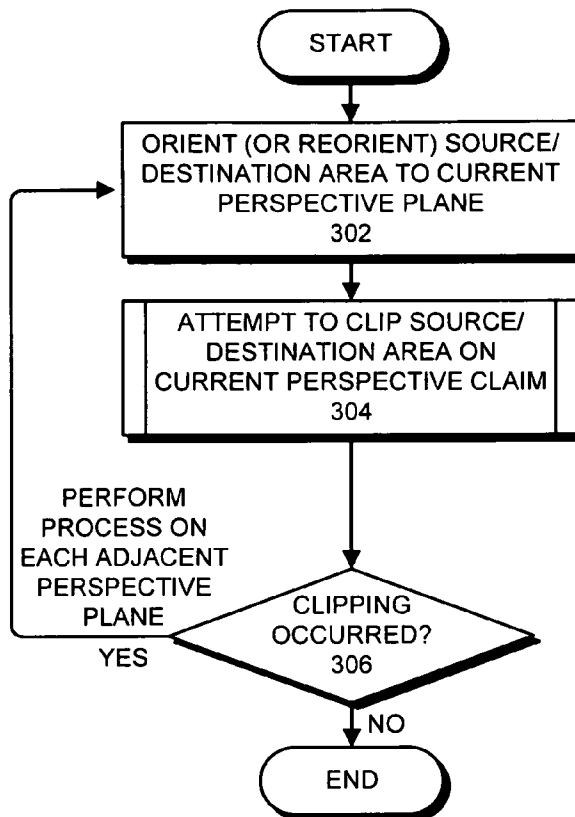 START
ORIENT (OR REORIENT) SOURCE/
DESTINATION AREA TO CURRENT
PERSPECTIVE PLANE
302
ATTEMPT TO CLIP SOURCE/
DESTINATION AREA ON
CURRENT PERSPECTIVE CLAIM
304
PERFORM
PROCESS ON
EACH ADJACENT
PERSPECTIVE
PLANE
YES
CLIPPING
OCCURRED?
306
NO
END